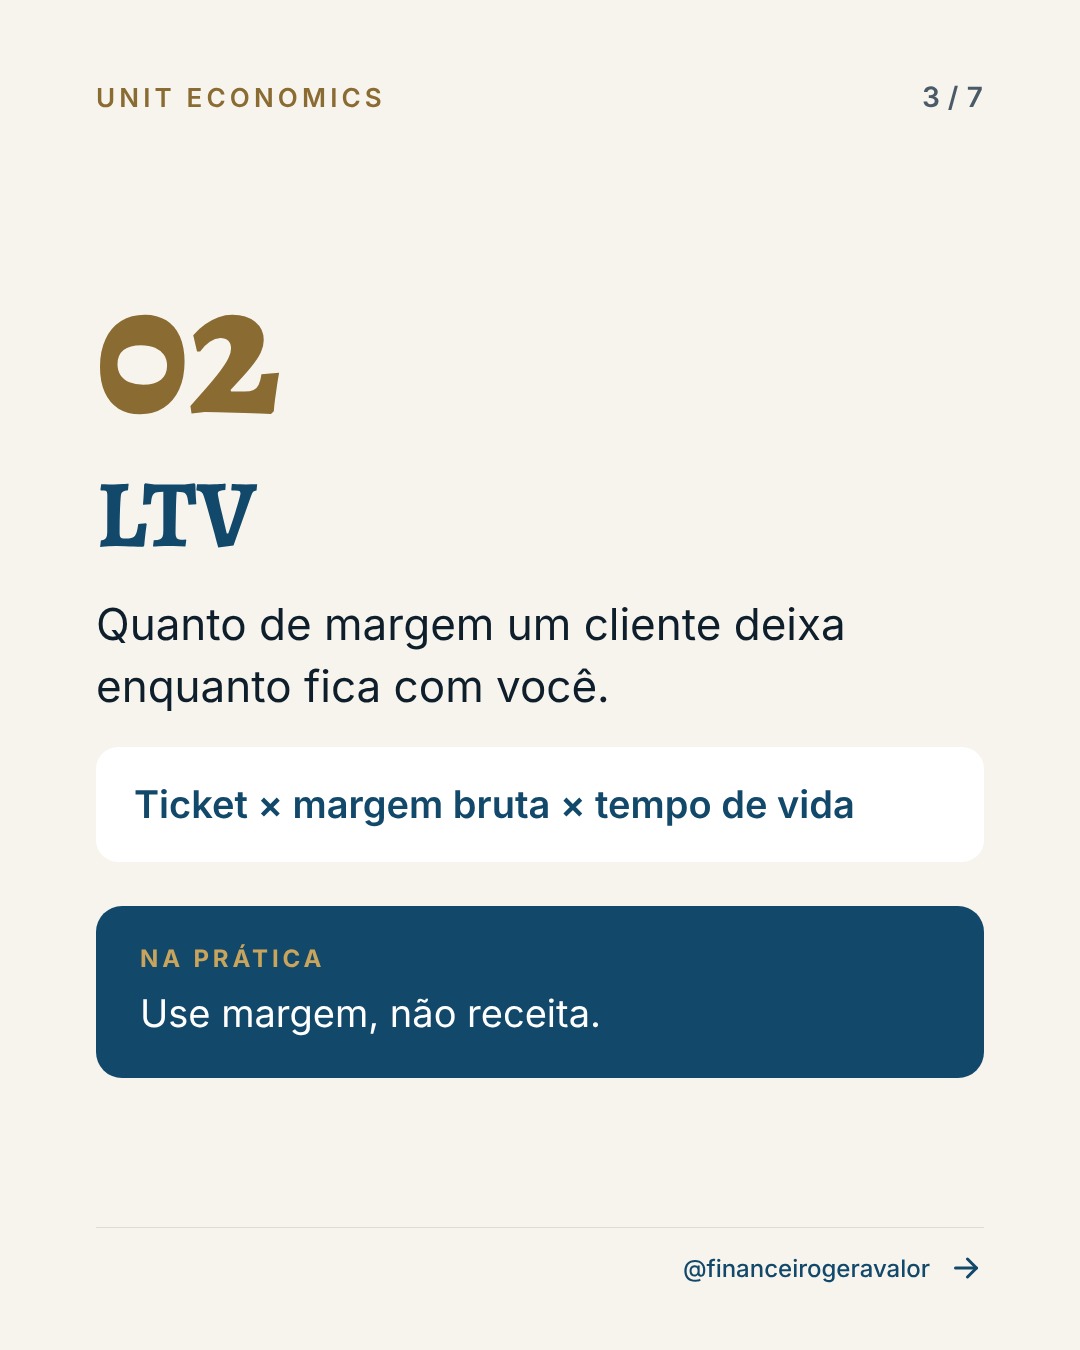 UNIT ECONOMICS
3 / 7
02
LTV
Quanto de margem um cliente deixa
enquanto fica com você.
Ticket × margem bruta × tempo de vida
NA PRÁTICA
Use margem, não receita.
@financeirogeravalor →